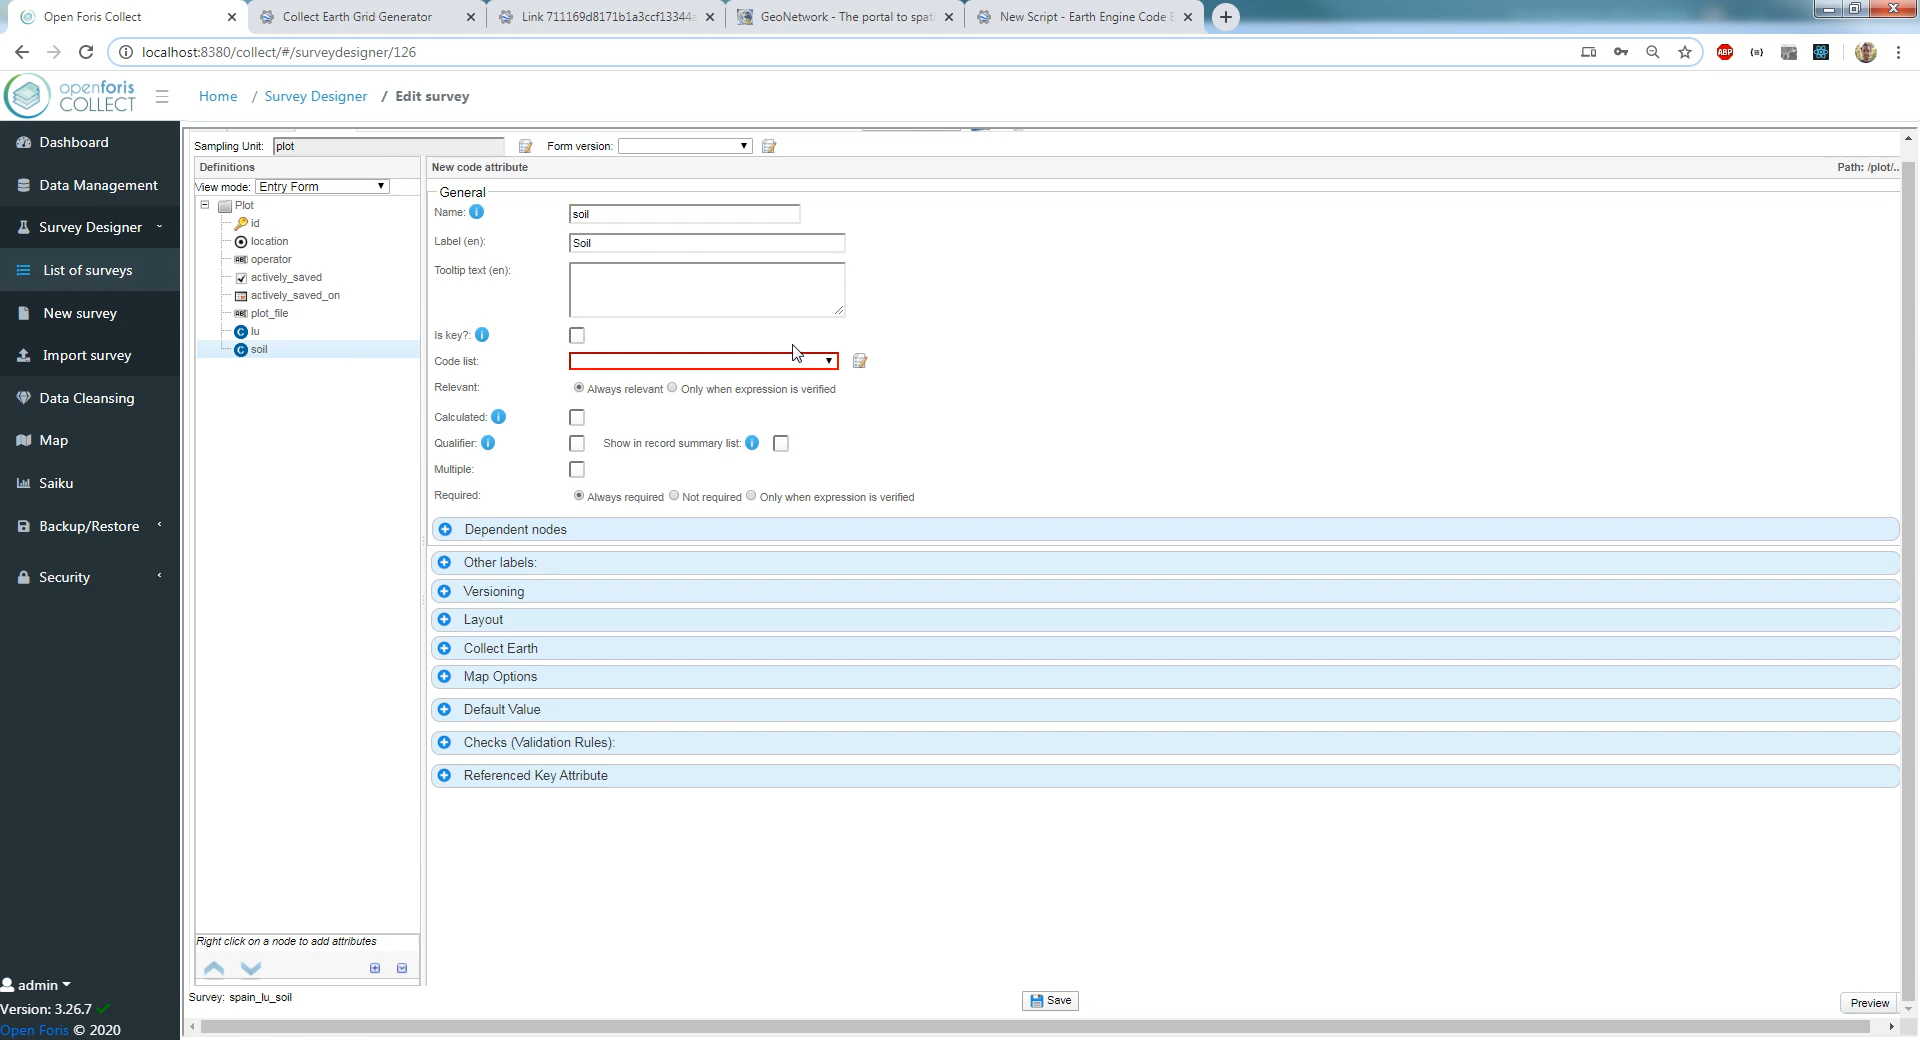 Open Foris Collect
Collect Earth Grid Generator
Link 711169d8171b1a3ccf13344
GeoNetwork - The portal to spat
New Script - Earth Engine Code E
localhost:8380/collect/#/surveydesigner/126
ABP
openforis
COLLECT
Home / Survey Designer / Edit survey
Dashboard
Data Management
Survey Designer
List of surveys
New survey
Import survey
Data Cleansing
Map
Saiku
Backup/Restore
Security
admin
Version: 3.26.7
Open Foris © 2020
Sampling Unit: plot
Form version:
Definitions
View mode: Entry Form
Plot
id
location
operator
actively_saved
actively_saved_on
plot_file
lu
soil
Right click on a node to add attributes
Survey: spain_lu_soil
New code attribute
Path: /plot/..
General
Name: soil
Label (en): Soil
Tooltip text (en):
Is key?:
Code list:
Relevant: Always relevant Only when expression is verified
Calculated:
Qualifier: Show in record summary list:
Multiple:
Required: Always required Not required Only when expression is verified
Dependent nodes
Other labels:
Versioning
Layout
Collect Earth
Map Options
Default Value
Checks (Validation Rules):
Referenced Key Attribute
Save
Preview